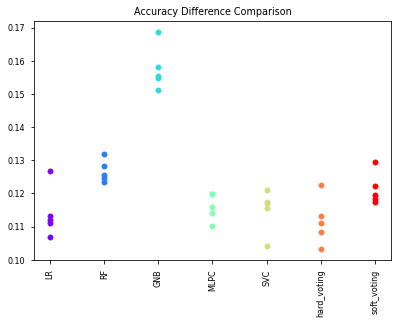 Accuracy Difference Comparison
0.17
0.16
0.15
0.14
0.13
0.12
0.11
0.10
LR
RF
GNB
MLPC
SVC
hard_voting
soft_voting